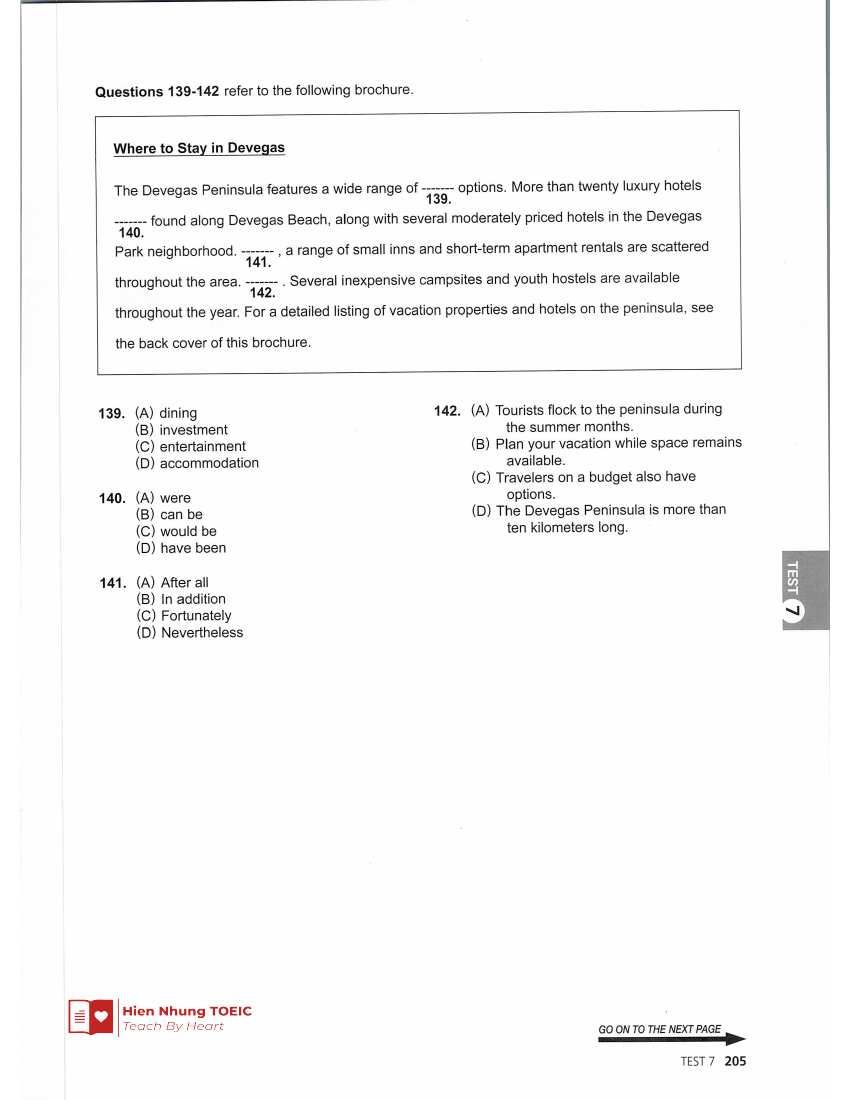 Questions 139-142 refer to the following brochure.
Where to Stay in Devegas
The Devegas Peninsula features a wide range of ------- options. More than twenty luxury hotels
139.
------- found along Devegas Beach, along with several moderately priced hotels in the Devegas
140.
Park neighborhood. ------- , a range of small inns and short-term apartment rentals are scattered
141.
throughout the area. ------- . Several inexpensive campsites and youth hostels are available
142.
throughout the year. For a detailed listing of vacation properties and hotels on the peninsula, see
the back cover of this brochure.
139. (A) dining
(B) investment
(C) entertainment
(D) accommodation
140. (A) were
(B) can be
(C) would be
(D) have been
141. (A) After all
(B) In addition
(C) Fortunately
(D) Nevertheless
142. (A) Tourists flock to the peninsula during
the summer months.
(B) Plan your vacation while space remains
available.
(C) Travelers on a budget also have
options.
(D) The Devegas Peninsula is more than
ten kilometers long.
TEST 7
Hien Nhung TOEIC
Teach By Heart
GO ON TO THE NEXT PAGE
TEST 7 205